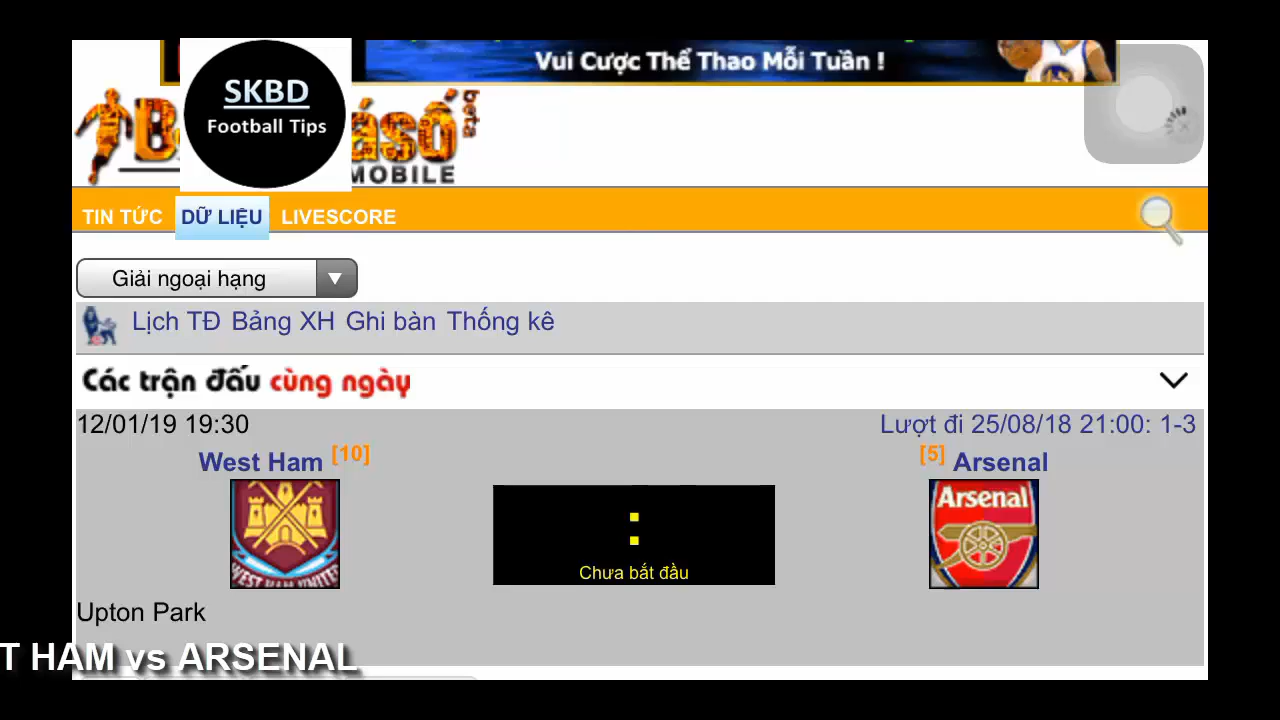 Vui Cược Thể Thao Mỗi Tuần !
SKBD
Football Tips
beta
MOBILE
TIN TỨC DỮ LIỆU LIVESCORE
Giải ngoại hạng
Lịch TĐ Bảng XH Ghi bàn Thống kê
Các trận đấu cùng ngày
12/01/19 19:30
Lượt đi 25/08/18 21:00: 1-3
West Ham [10]
[5] Arsenal
WEST HAM UNITED
Arsenal
:
Chưa bắt đầu
Upton Park
T HAM vs ARSENAL